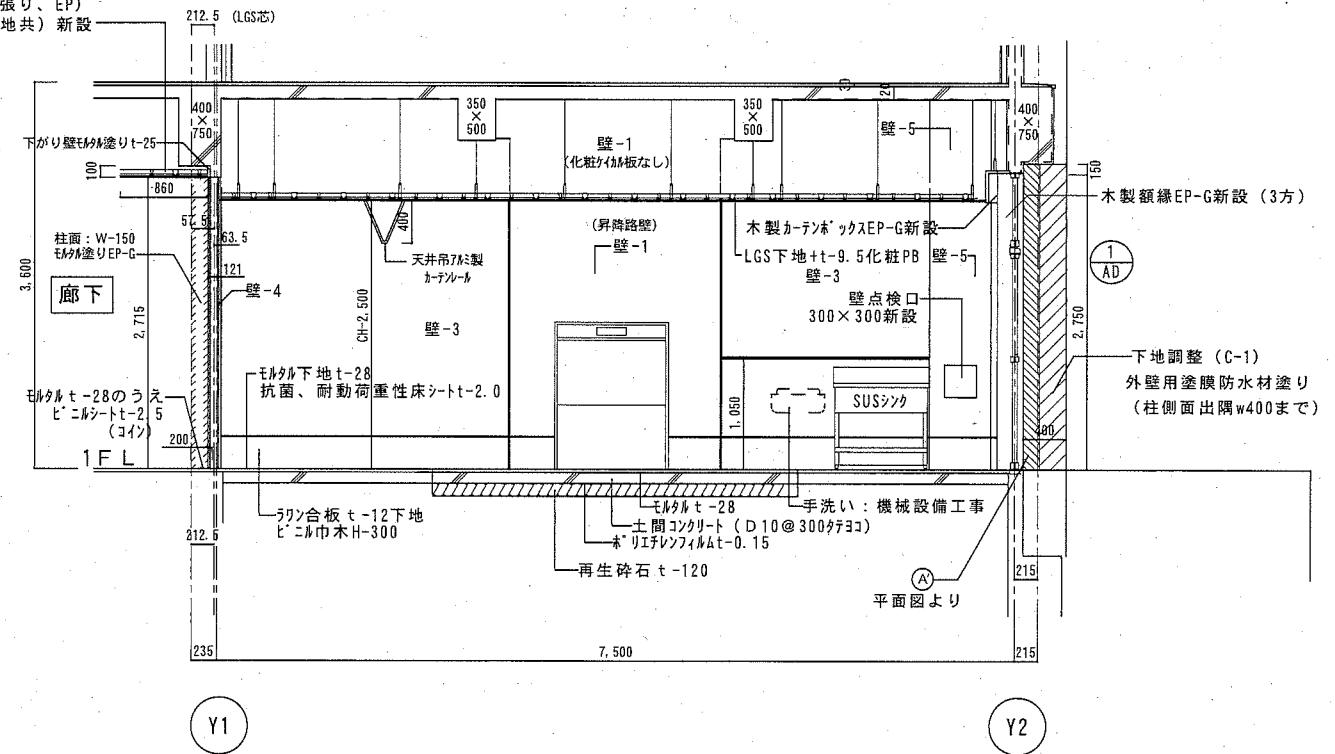 張り、EP)
地共) 新設
212.5 (LGS芯)
400
×
750
350
×
500
350
×
500
30
120
400
×
750
下がり壁ﾓﾙﾀﾙ塗りt-25
壁-1
(化粧ｹｲｶﾙ板なし)
壁-5
100
860
150
木製額縁EP-G新設 (3方)
57.5
63.5
400
(昇降路壁)
壁-1
木製ｶｰﾃﾝﾎﾞｯｸｽEP-G新設
柱面：W-150
ﾓﾙﾀﾙ塗りEP-G
天井吊ｱﾙﾐ製
ｶｰﾃﾝﾚｰﾙ
LGS下地+t-9.5化粧PB
壁-3
壁-5
1
AD
3,600
廊下
121
壁-4
2,715
CH-2,500
壁-3
壁点検口
300×300新設
2,750
ﾓﾙﾀﾙ下地t-28
抗菌、耐動荷重性床ｼｰﾄt-2.0
下地調整 (C-1)
外壁用塗膜防水材塗り
(柱側面出隅w400まで)
ﾓﾙﾀﾙt-28のうえ
ﾋﾞﾆﾙｼｰﾄt-2.5
(ｺｲﾝ)
SUSｼﾝｸ
1,050
200
400
1FL
ﾗﾜﾝ合板t-12下地
ﾋﾞﾆﾙ巾木H-300
ﾓﾙﾀﾙt-28
手洗い：機械設備工事
土間ｺﾝｸﾘｰﾄ (D10@300ﾀﾃﾖｺ)
ﾎﾟﾘｴﾁﾚﾝﾌｨﾙﾑt-0.15
再生砕石t-120
212.5
A'
平面図より
215
235
7,500
215
Y1
Y2